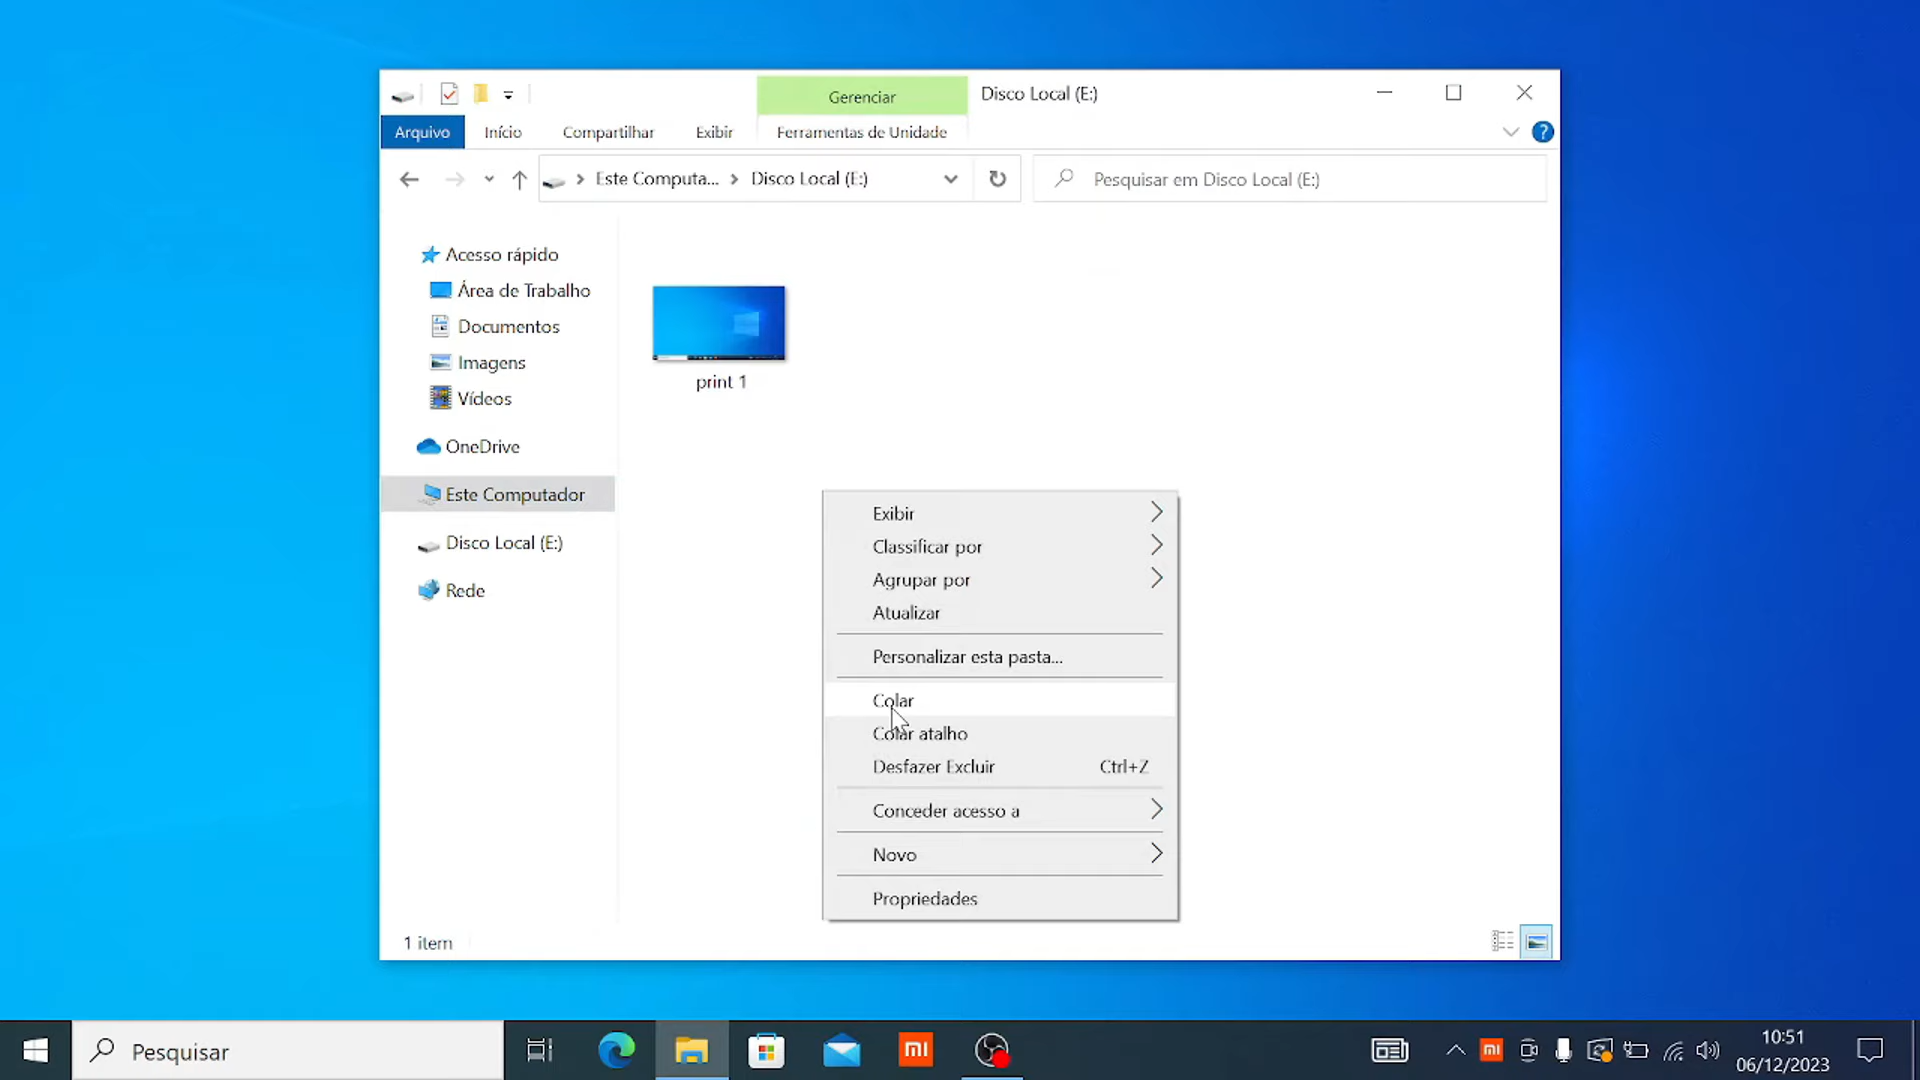 Gerenciar
Disco Local (E:)
Arquivo
Início
Compartilhar
Exibir
Ferramentas de Unidade
?
Este Computa...
Disco Local (E:)
Pesquisar em Disco Local (E:)
Acesso rápido
Área de Trabalho
Documentos
Imagens
Vídeos
OneDrive
Este Computador
Disco Local (E:)
Rede
print 1
Exibir
Classificar por
Agrupar por
Atualizar
Personalizar esta pasta...
Colar
Colar atalho
Desfazer Excluir Ctrl+Z
Conceder acesso a
Novo
Propriedades
1 item
Pesquisar
mi
mi
10:51
06/12/2023